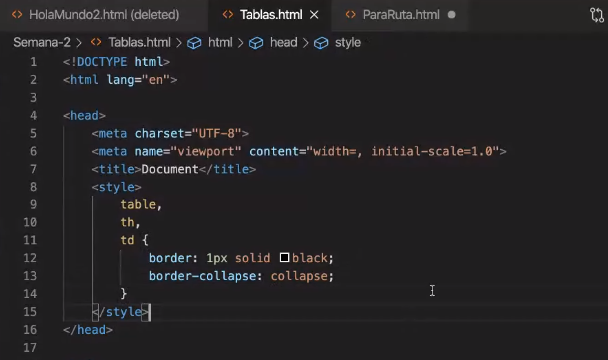 HolaMundo2.html (deleted) Tablas.html ParaRuta.html
Semana-2 > Tablas.html > html > head > style
1 <!DOCTYPE html>
2 <html lang="en">
3
4 <head>
5 <meta charset="UTF-8">
6 <meta name="viewport" content="width=, initial-scale=1.0">
7 <title>Document</title>
8 <style>
9 table,
10 th,
11 td {
12 border: 1px solid black;
13 border-collapse: collapse;
14 }
15 </style>
16 </head>
17